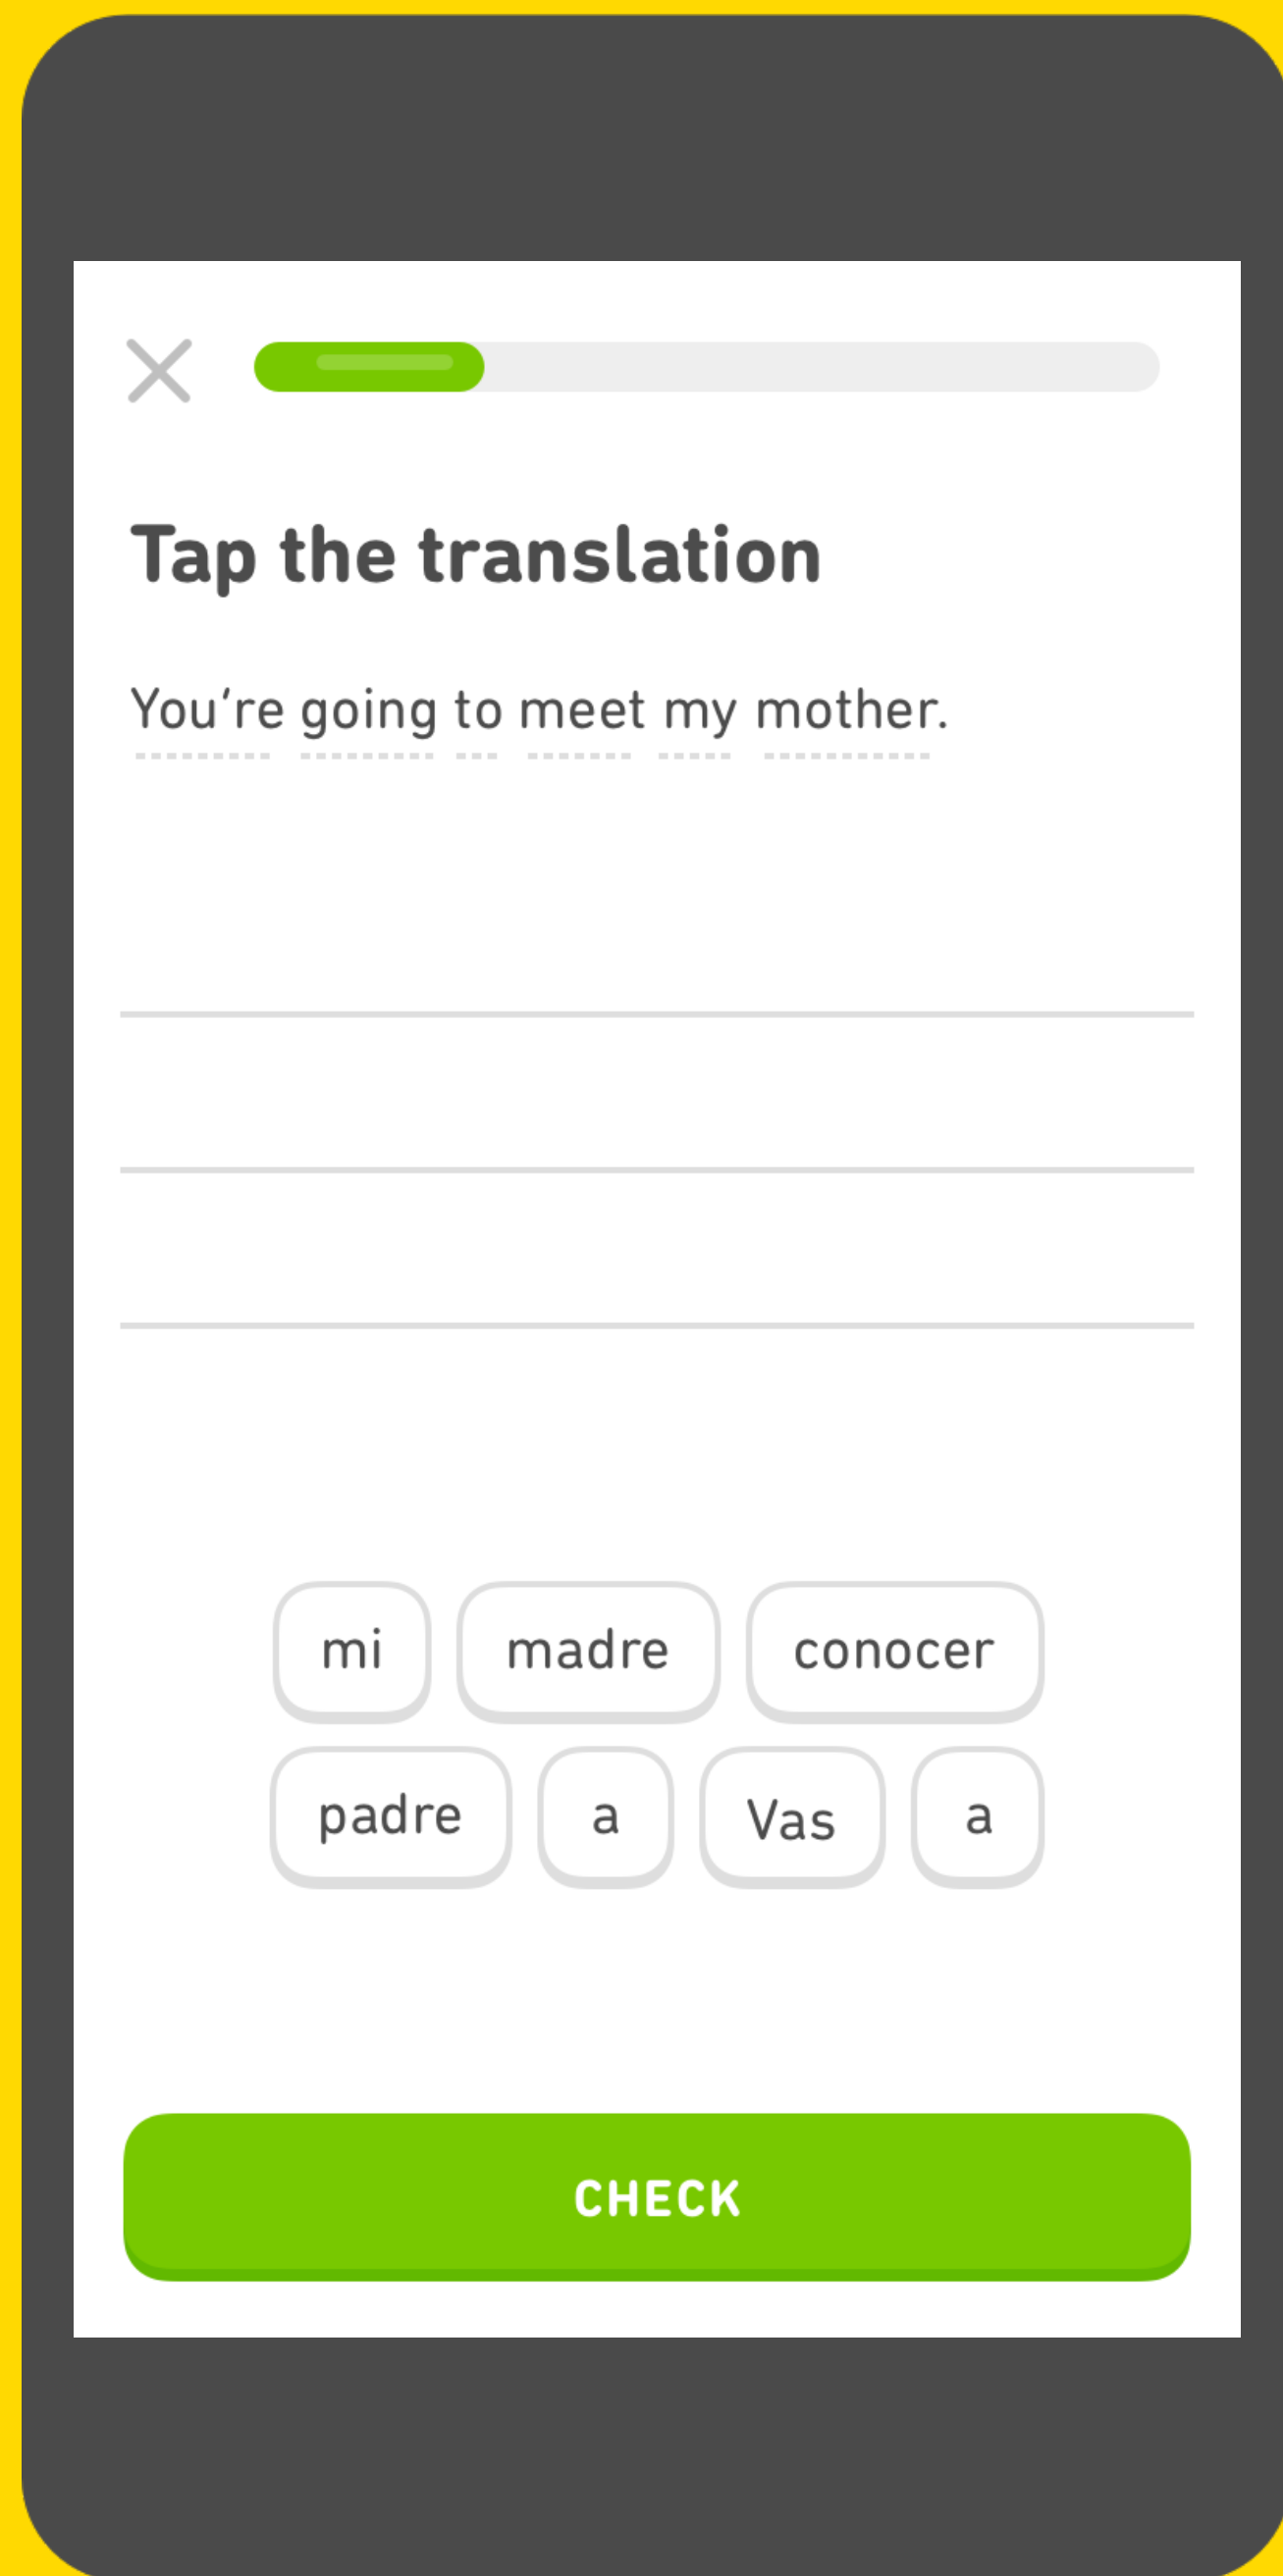 Tap the translation
You're going to meet my mother.
mi madre conocer
padre a Vas a
CHECK